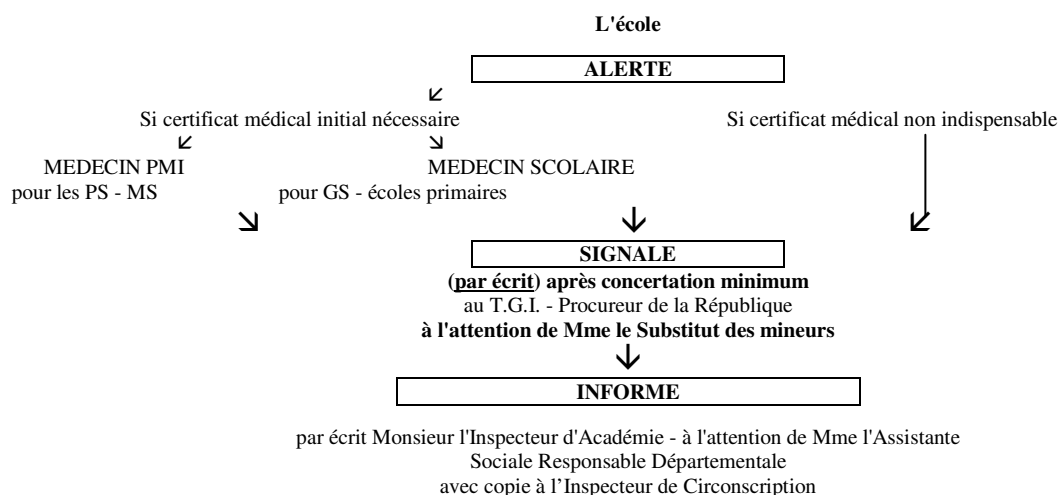 L'école
ALERTE
Si certificat médical initial nécessaire
Si certificat médical non indispensable
MEDECIN PMI
pour les PS - MS
MEDECIN SCOLAIRE
pour GS - écoles primaires
SIGNALE
(par écrit) après concertation minimum
au T.G.I. - Procureur de la République
à l'attention de Mme le Substitut des mineurs
INFORME
par écrit Monsieur l'Inspecteur d'Académie - à l'attention de Mme l'Assistante
Sociale Responsable Départementale
avec copie à l’Inspecteur de Circonscription